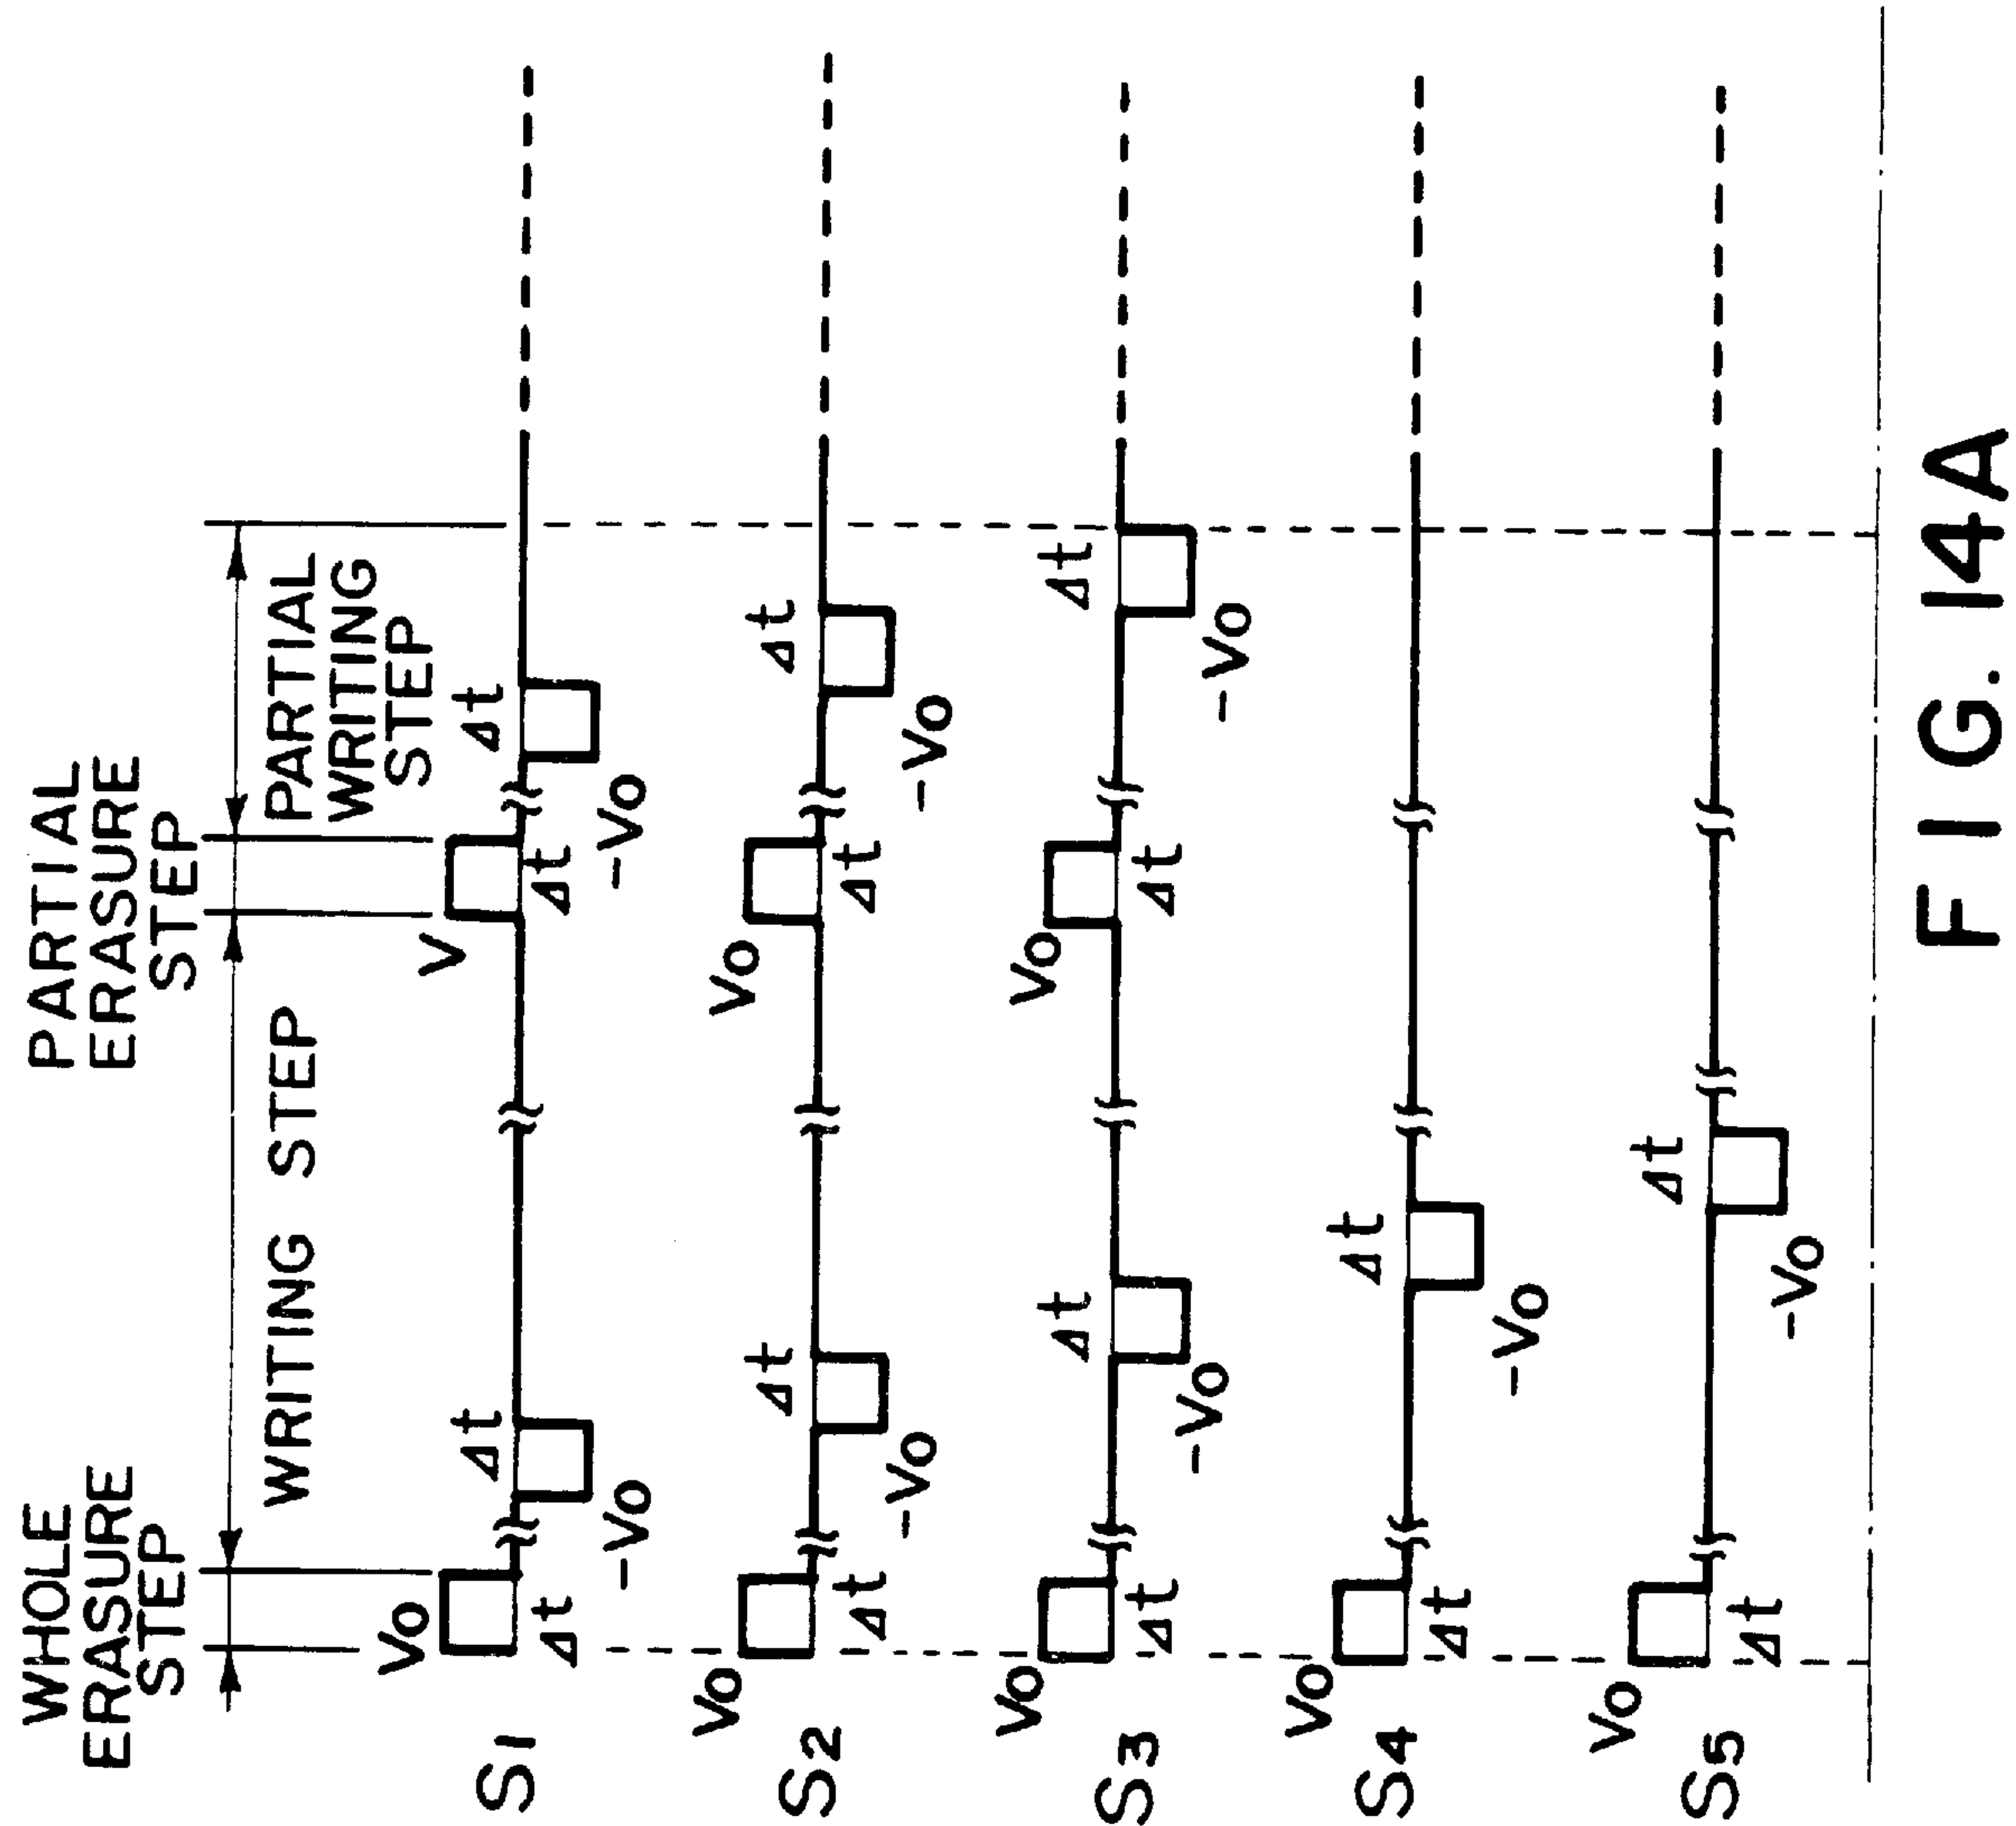 WHOLE
ERASURE
STEP
WRITING STEP
PARTIAL
ERASURE
STEP
PARTIAL
WRITING
STEP
S1
Vo
Δt
-Vo
Δt
V
Δt
-Vo
Δt
S2
Vo
Δt
-Vo
Δt
Vo
Δt
-Vo
Δt
S3
Vo
Δt
-Vo
Δt
Vo
Δt
-Vo
Δt
S4
Vo
Δt
-Vo
Δt
S5
Vo
Δt
-Vo
Δt
FIG. 14A